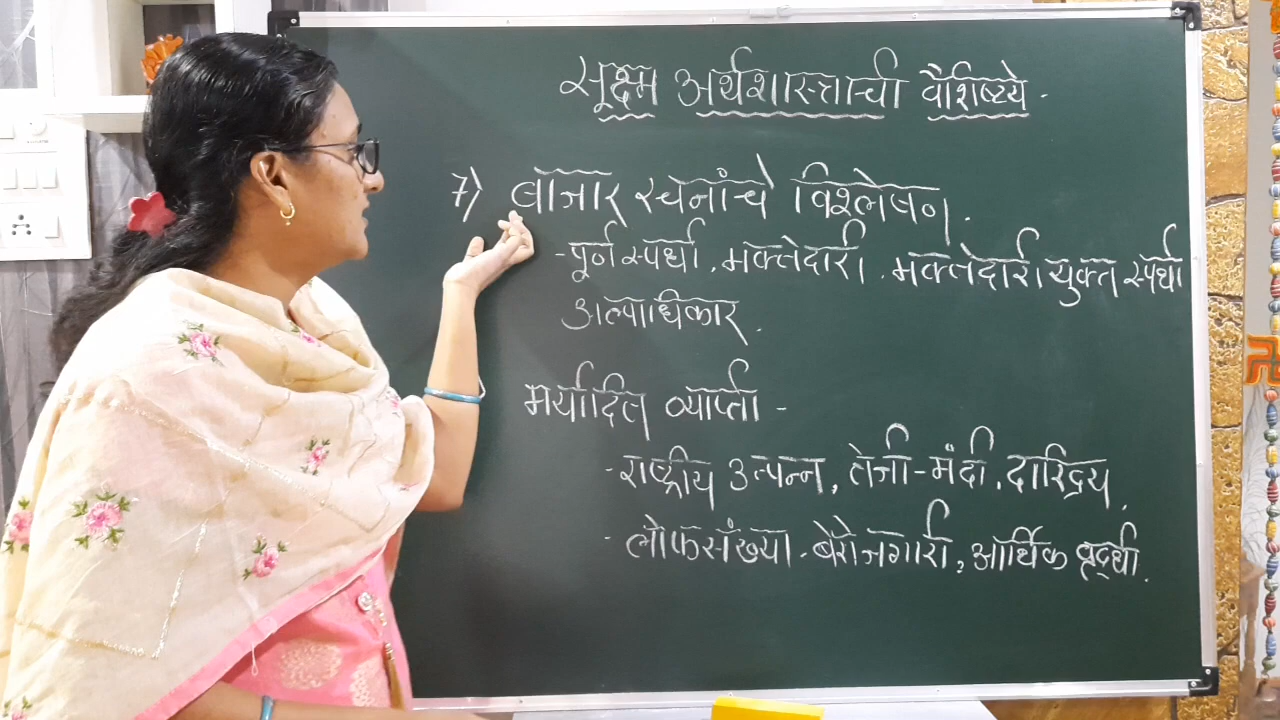 सूक्ष्म अर्थशास्त्राची वैशिष्ट्ये.
7) बाजार रचनांचे विश्लेषण.
- पूर्ण स्पर्धा, मक्तेदारी, मक्तेदारीयुक्त स्पर्धा
अल्पाधिकार.
मर्यादित व्याप्ती -
- राष्ट्रीय उत्पन्न, तेजी-मंदी, दारिद्र्य.
- लोकसंख्या, बेरोजगारी, आर्थिक वृद्धी.